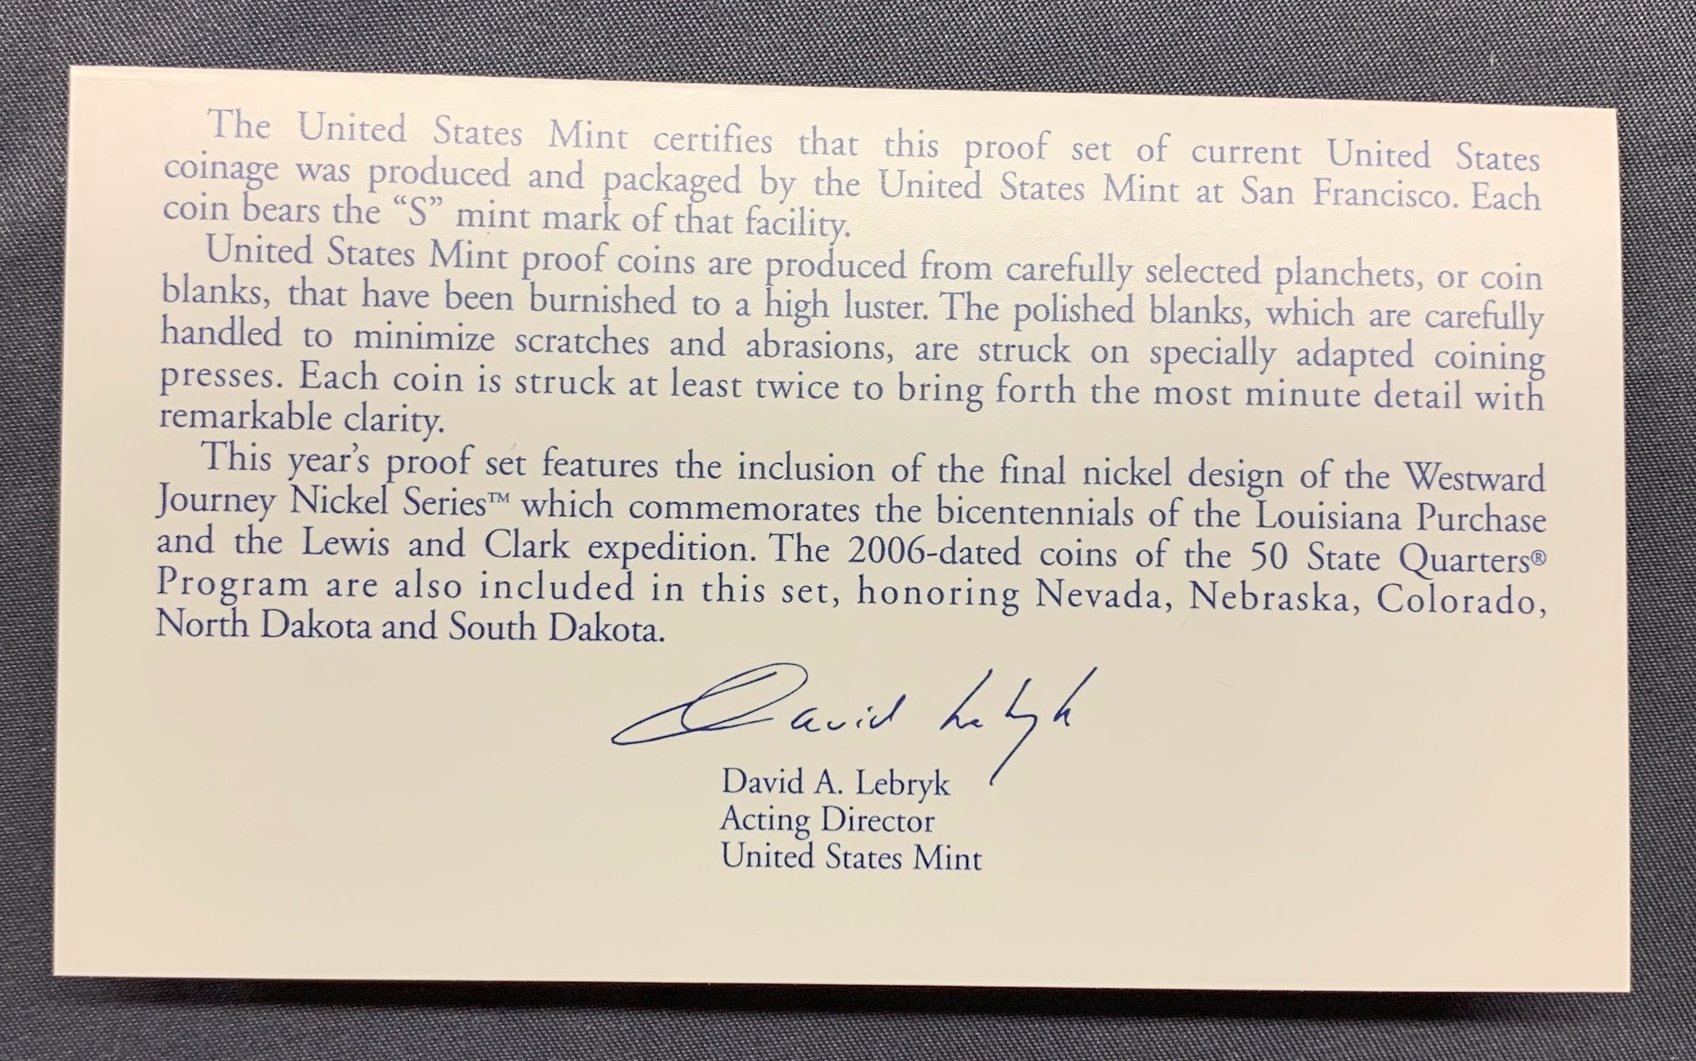 The United States Mint certifies that this proof set of current United States
coinage was produced and packaged by the United States Mint at San Francisco. Each
coin bears the “S” mint mark of that facility.
United States Mint proof coins are produced from carefully selected planchets, or coin
blanks, that have been burnished to a high luster. The polished blanks, which are carefully
handled to minimize scratches and abrasions, are struck on specially adapted coining
presses. Each coin is struck at least twice to bring forth the most minute detail with
remarkable clarity.
This year’s proof set features the inclusion of the final nickel design of the Westward
Journey Nickel Series™ which commemorates the bicentennials of the Louisiana Purchase
and the Lewis and Clark expedition. The 2006-dated coins of the 50 State Quarters®
Program are also included in this set, honoring Nevada, Nebraska, Colorado,
North Dakota and South Dakota.
David Lebryk
David A. Lebryk
Acting Director
United States Mint